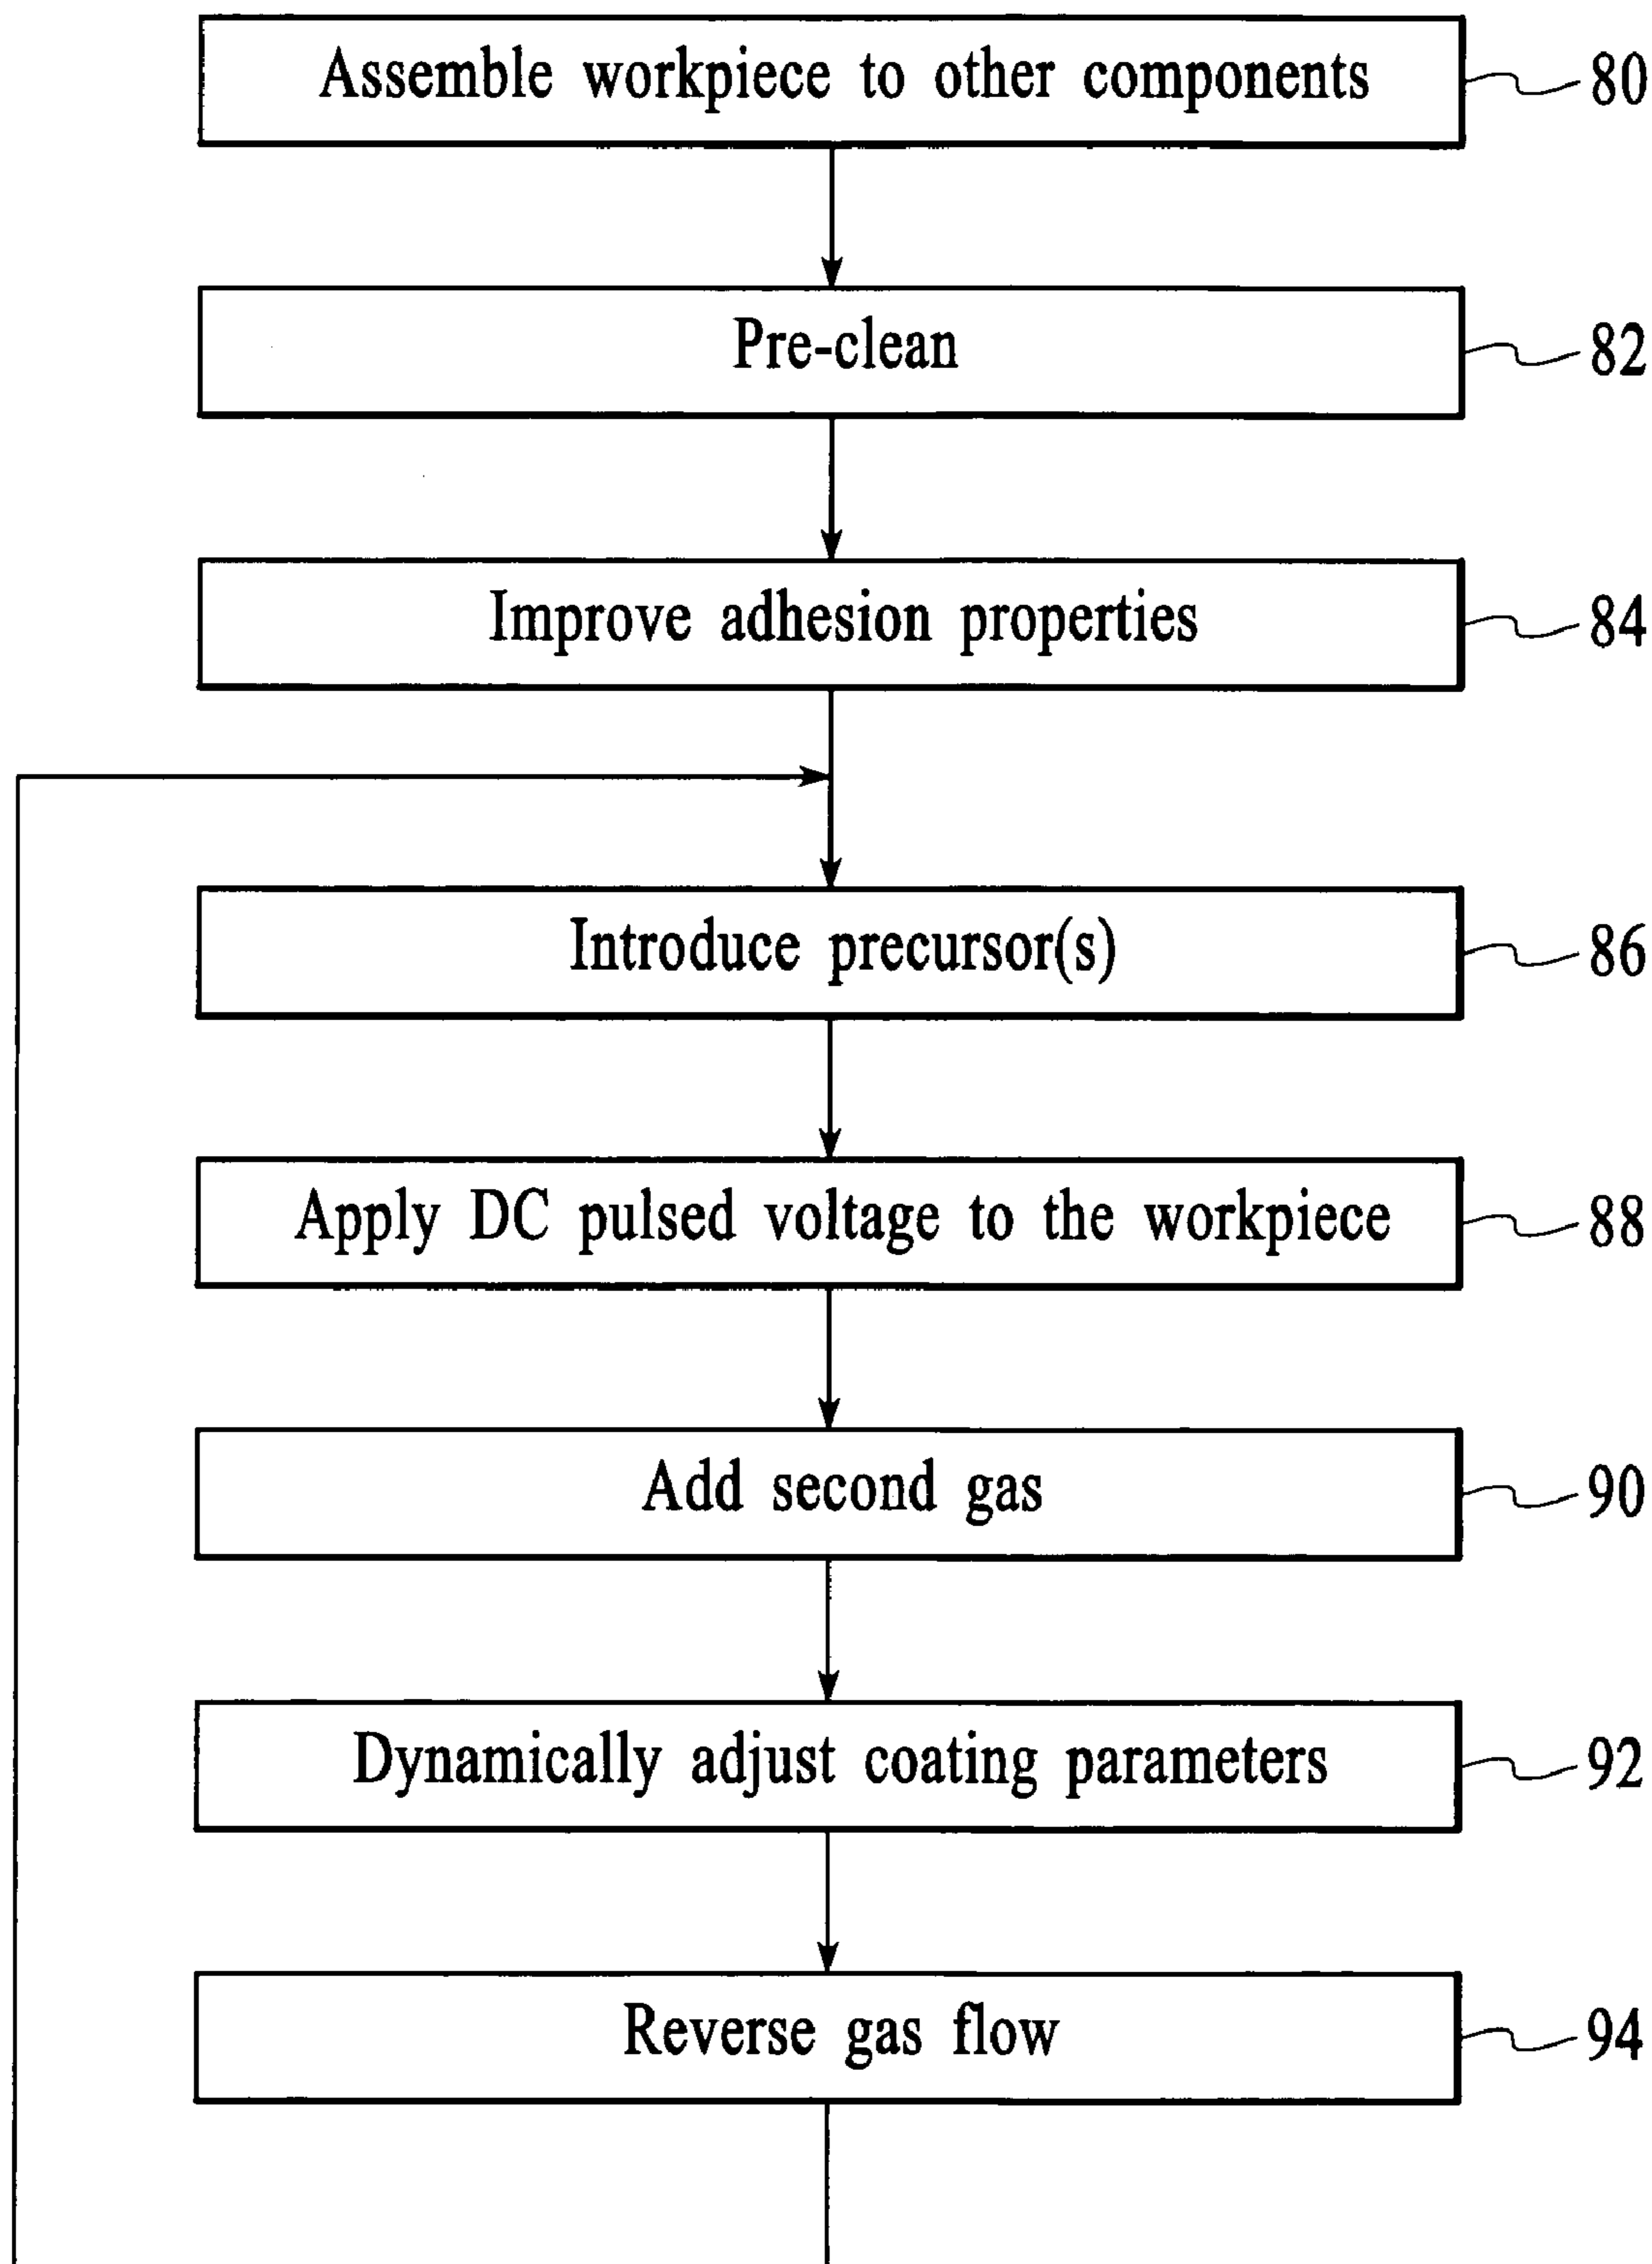 Assemble workpiece to other components 80
Pre-clean 82
Improve adhesion properties 84
Introduce precursor(s) 86
Apply DC pulsed voltage to the workpiece 88
Add second gas 90
Dynamically adjust coating parameters 92
Reverse gas flow 94